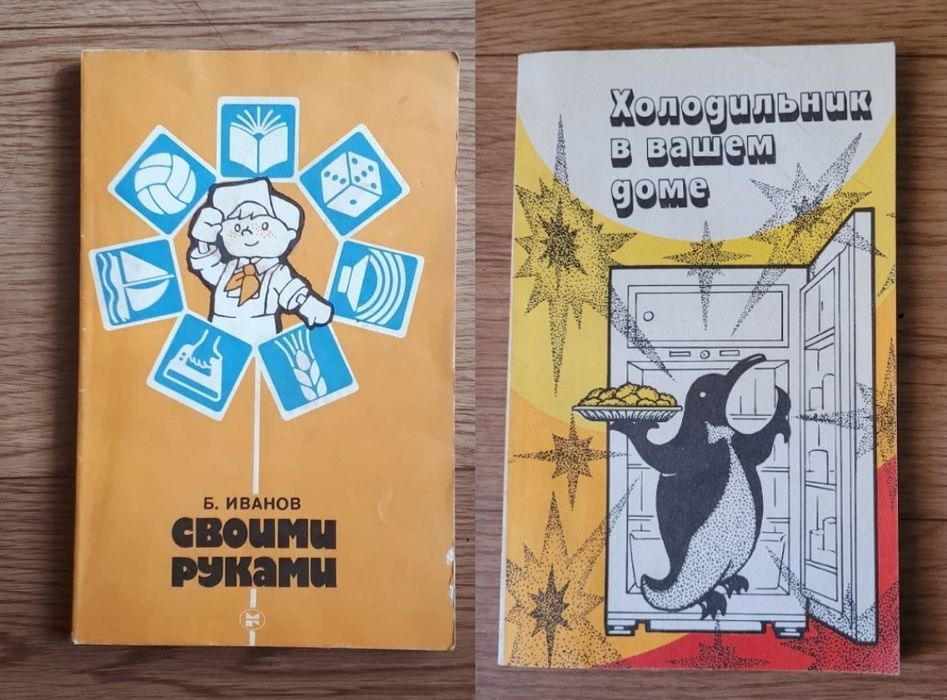 Б. ИВАНОВ
СВОИМИ
РУКАМИ
Холодильник
в вашем
доме